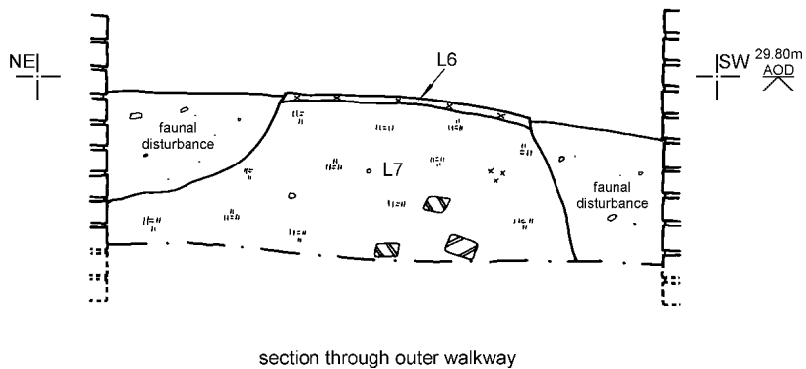 NE
L6
SW
29.80m
AOD
faunal
disturbance
L7
faunal
disturbance
section through outer walkway